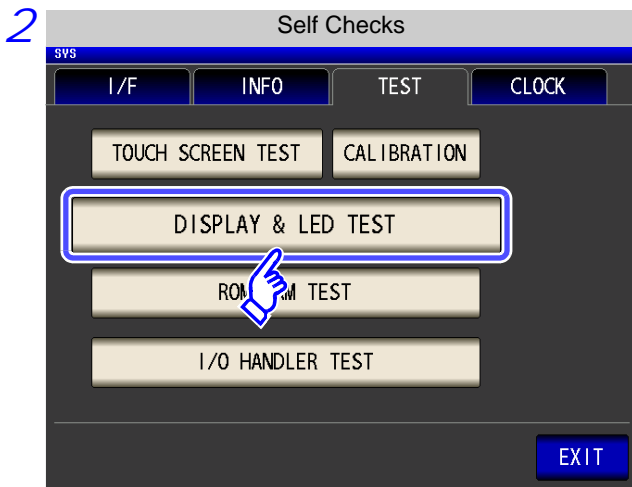 2
Self Checks
SYS
I/F INFO TEST CLOCK
TOUCH SCREEN TEST CALIBRATION
DISPLAY & LED TEST
TEST
I/O HANDLER TEST
EXIT